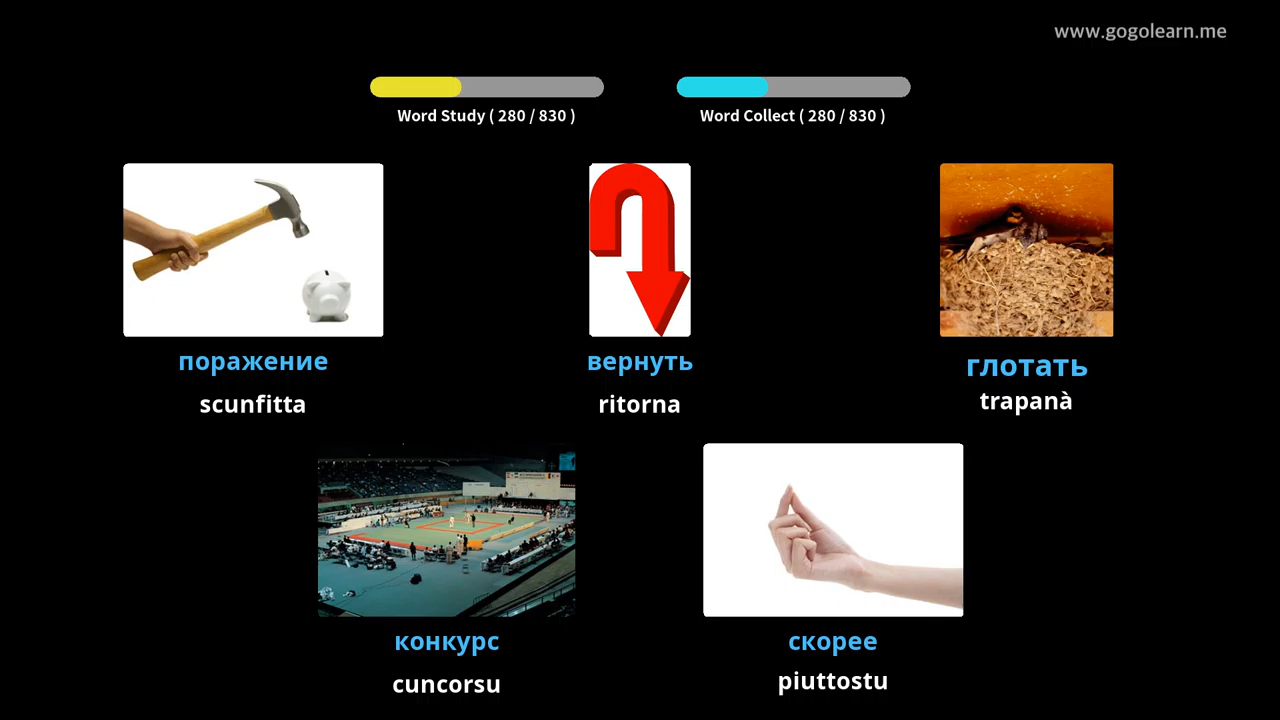 www.gogolearn.me
Word Study ( 280 / 830 )
Word Collect ( 280 / 830 )
поражение
scunfitta
вернуть
ritorna
глотать
trapanà
конкурс
cuncorsu
скорее
piuttostu